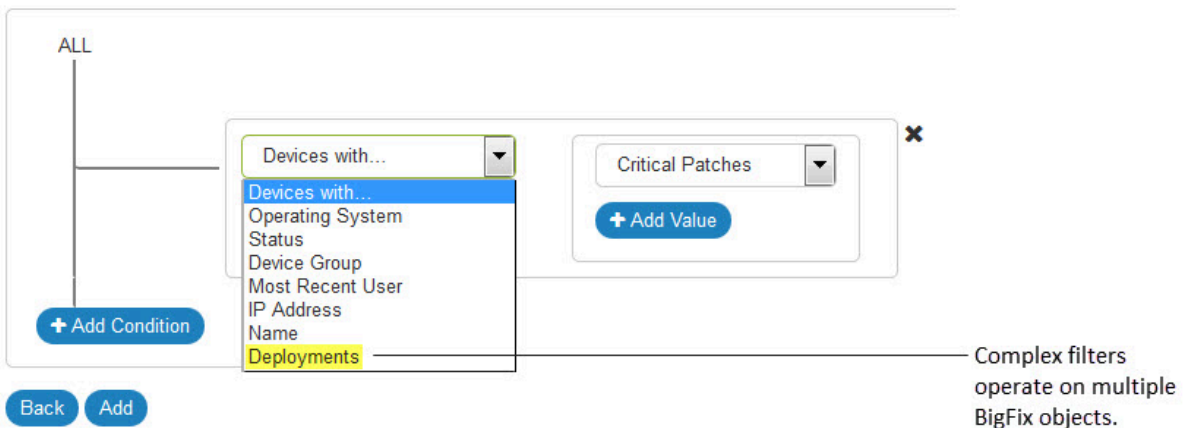 ALL
Devices with...
Critical Patches
Devices with...
Operating System
+ Add Value
Status
Device Group
Most Recent User
IP Address
+ Add Condition
Name
Deployments
Complex filters
operate on multiple
BigFix objects.
Back
Add